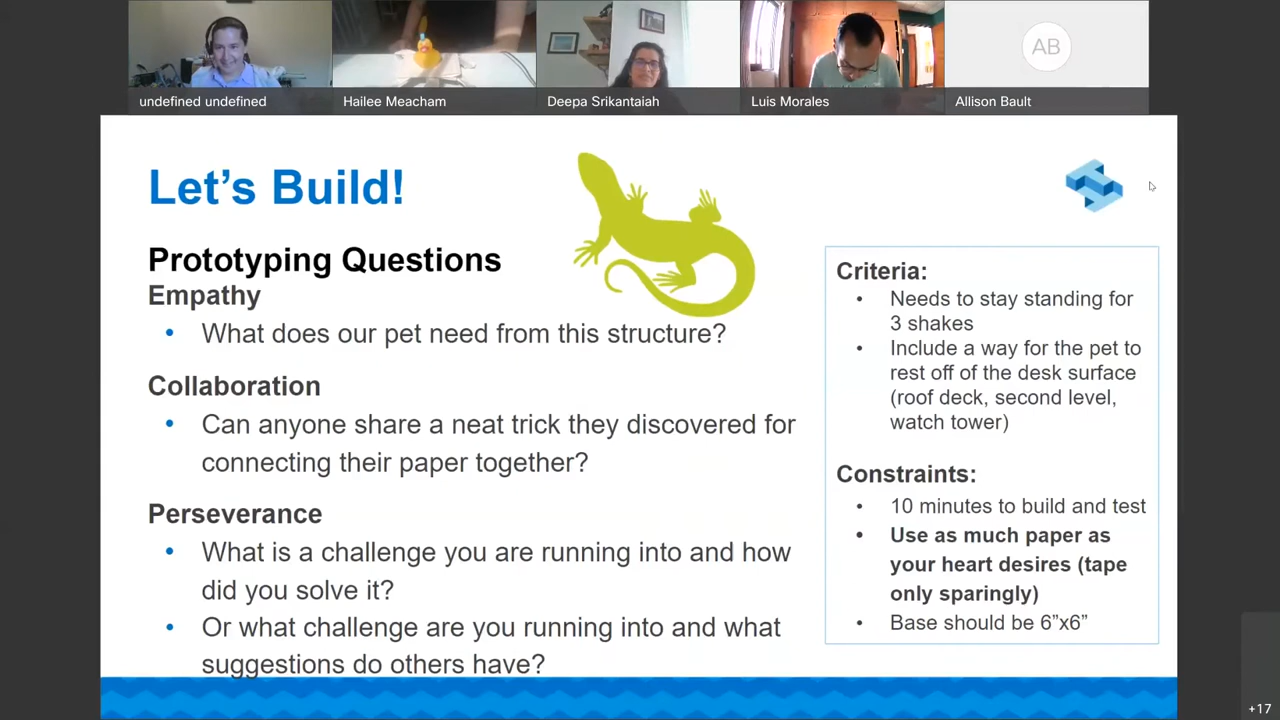 AB
undefined undefined
Hailee Meacham
Deepa Srikantaiah
Luis Morales
Allison Bault
Let’s Build!
Prototyping Questions
Empathy
• What does our pet need from this structure?
Collaboration
• Can anyone share a neat trick they discovered for
connecting their paper together?
Perseverance
• What is a challenge you are running into and how
did you solve it?
• Or what challenge are you running into and what
suggestions do others have?
Criteria:
• Needs to stay standing for
3 shakes
• Include a way for the pet to
rest off of the desk surface
(roof deck, second level,
watch tower)
Constraints:
• 10 minutes to build and test
• Use as much paper as
your heart desires (tape
only sparingly)
• Base should be 6”x6”
+17